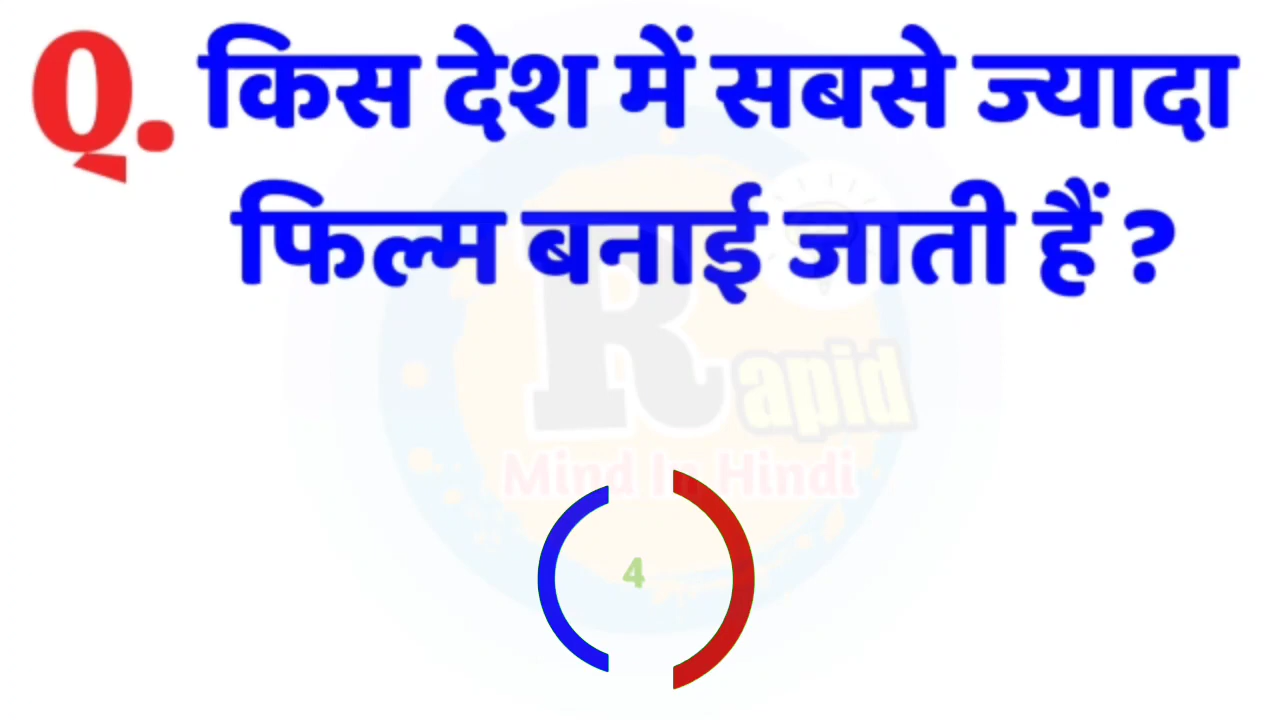 Q. किस देश में सबसे ज्यादा
फिल्म बनाई जाती हैं ?
Rapid
Mind In Hindi
4